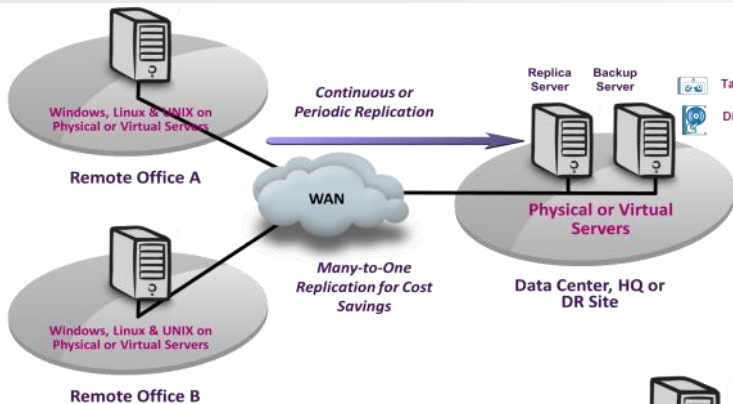 Windows, Linux & UNIX on
Physical or Virtual Servers
Remote Office A
Continuous or
Periodic Replication
WAN
Many-to-One
Replication for Cost
Savings
Replica
Server
Backup
Server
Physical or Virtual
Servers
Data Center, HQ or
DR Site
Windows, Linux & UNIX on
Physical or Virtual Servers
Remote Office B